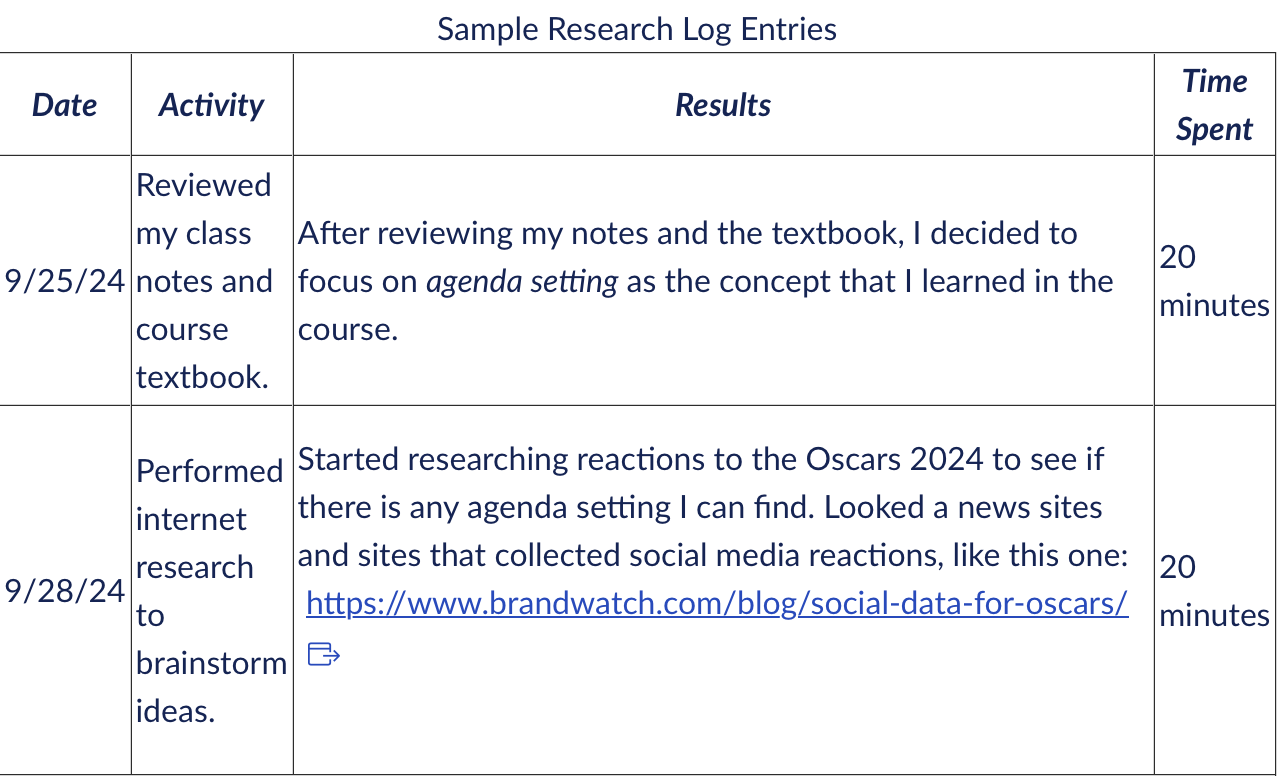 Sample Research Log Entries
Date
Activity
Results
Time
Spent
9/25/24
Reviewed
my class
notes and
course
textbook.
After reviewing my notes and the textbook, I decided to
focus on agenda setting as the concept that I learned in the
course.
20
minutes
9/28/24
Performed
internet
research
to
brainstorm
ideas.
Started researching reactions to the Oscars 2024 to see if
there is any agenda setting I can find. Looked a news sites
and sites that collected social media reactions, like this one:
https://www.brandwatch.com/blog/social-data-for-oscars/
20
minutes